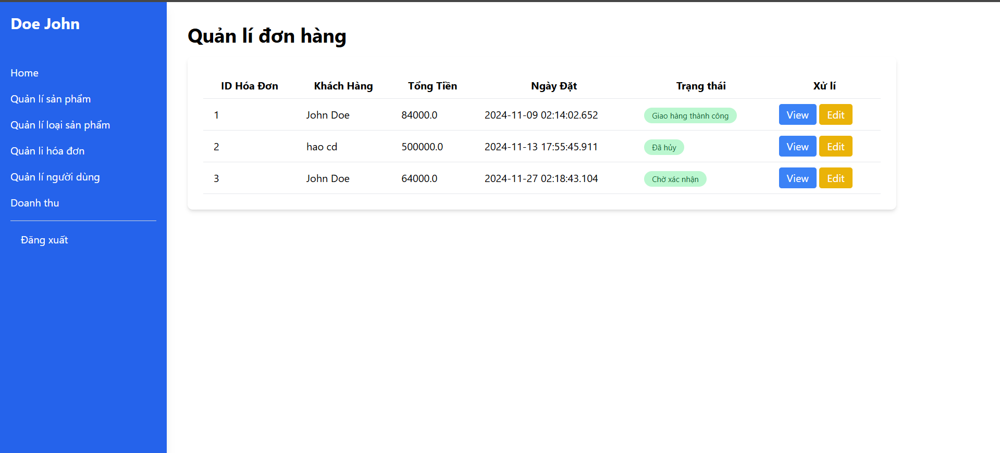 Doe John
Home
Quản lí sản phẩm
Quản lí loại sản phẩm
Quản li hóa đơn
Quản lí người dùng
Doanh thu
Đăng xuất
Quản lí đơn hàng
ID Hóa Đơn Khách Hàng Tổng Tiền Ngày Đặt Trạng thái Xử lí
1 John Doe 84000.0 2024-11-09 02:14:02.652 Giao hàng thành công View Edit
2 hao cd 500000.0 2024-11-13 17:55:45.911 Đã hủy View Edit
3 John Doe 64000.0 2024-11-27 02:18:43.104 Chờ xác nhận View Edit